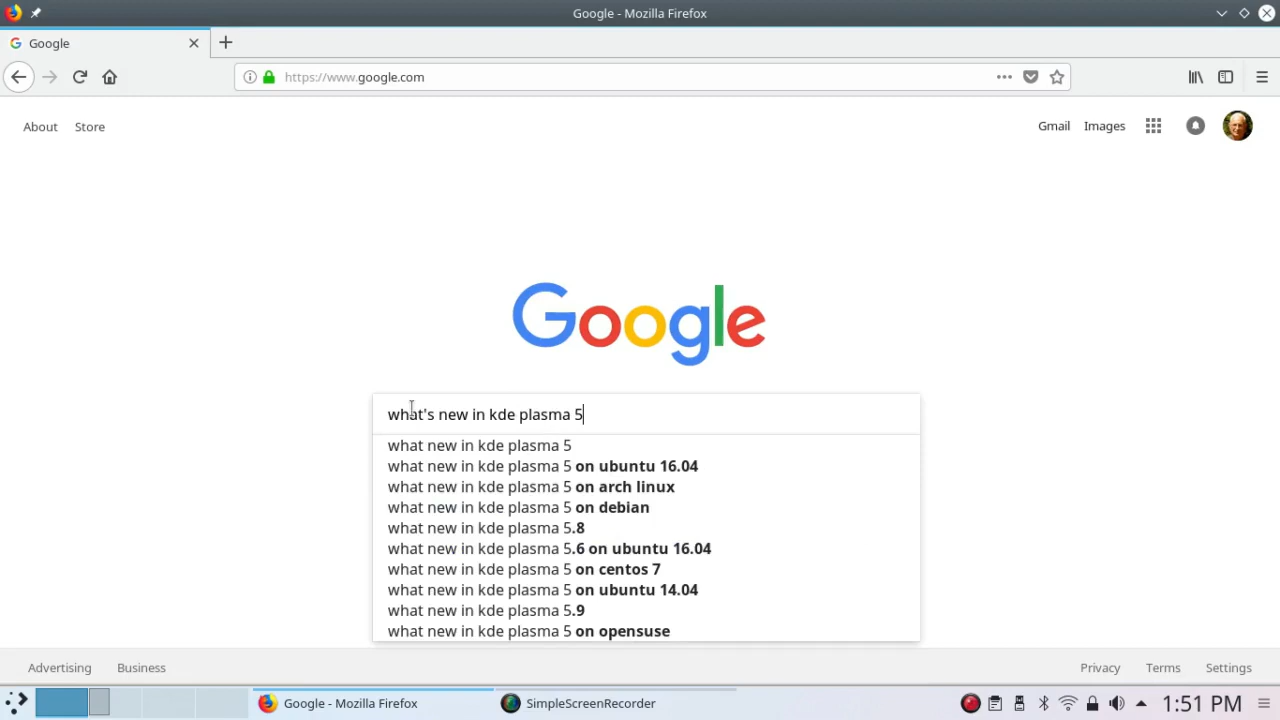 Google - Mozilla Firefox
Google
https://www.google.com
About Store
Gmail Images
Google
what's new in kde plasma 5
what new in kde plasma 5
what new in kde plasma 5 on ubuntu 16.04
what new in kde plasma 5 on arch linux
what new in kde plasma 5 on debian
what new in kde plasma 5.8
what new in kde plasma 5.6 on ubuntu 16.04
what new in kde plasma 5 on centos 7
what new in kde plasma 5 on ubuntu 14.04
what new in kde plasma 5.9
what new in kde plasma 5 on opensuse
Advertising Business
Privacy Terms Settings
Google - Mozilla Firefox
SimpleScreenRecorder
1:51 PM